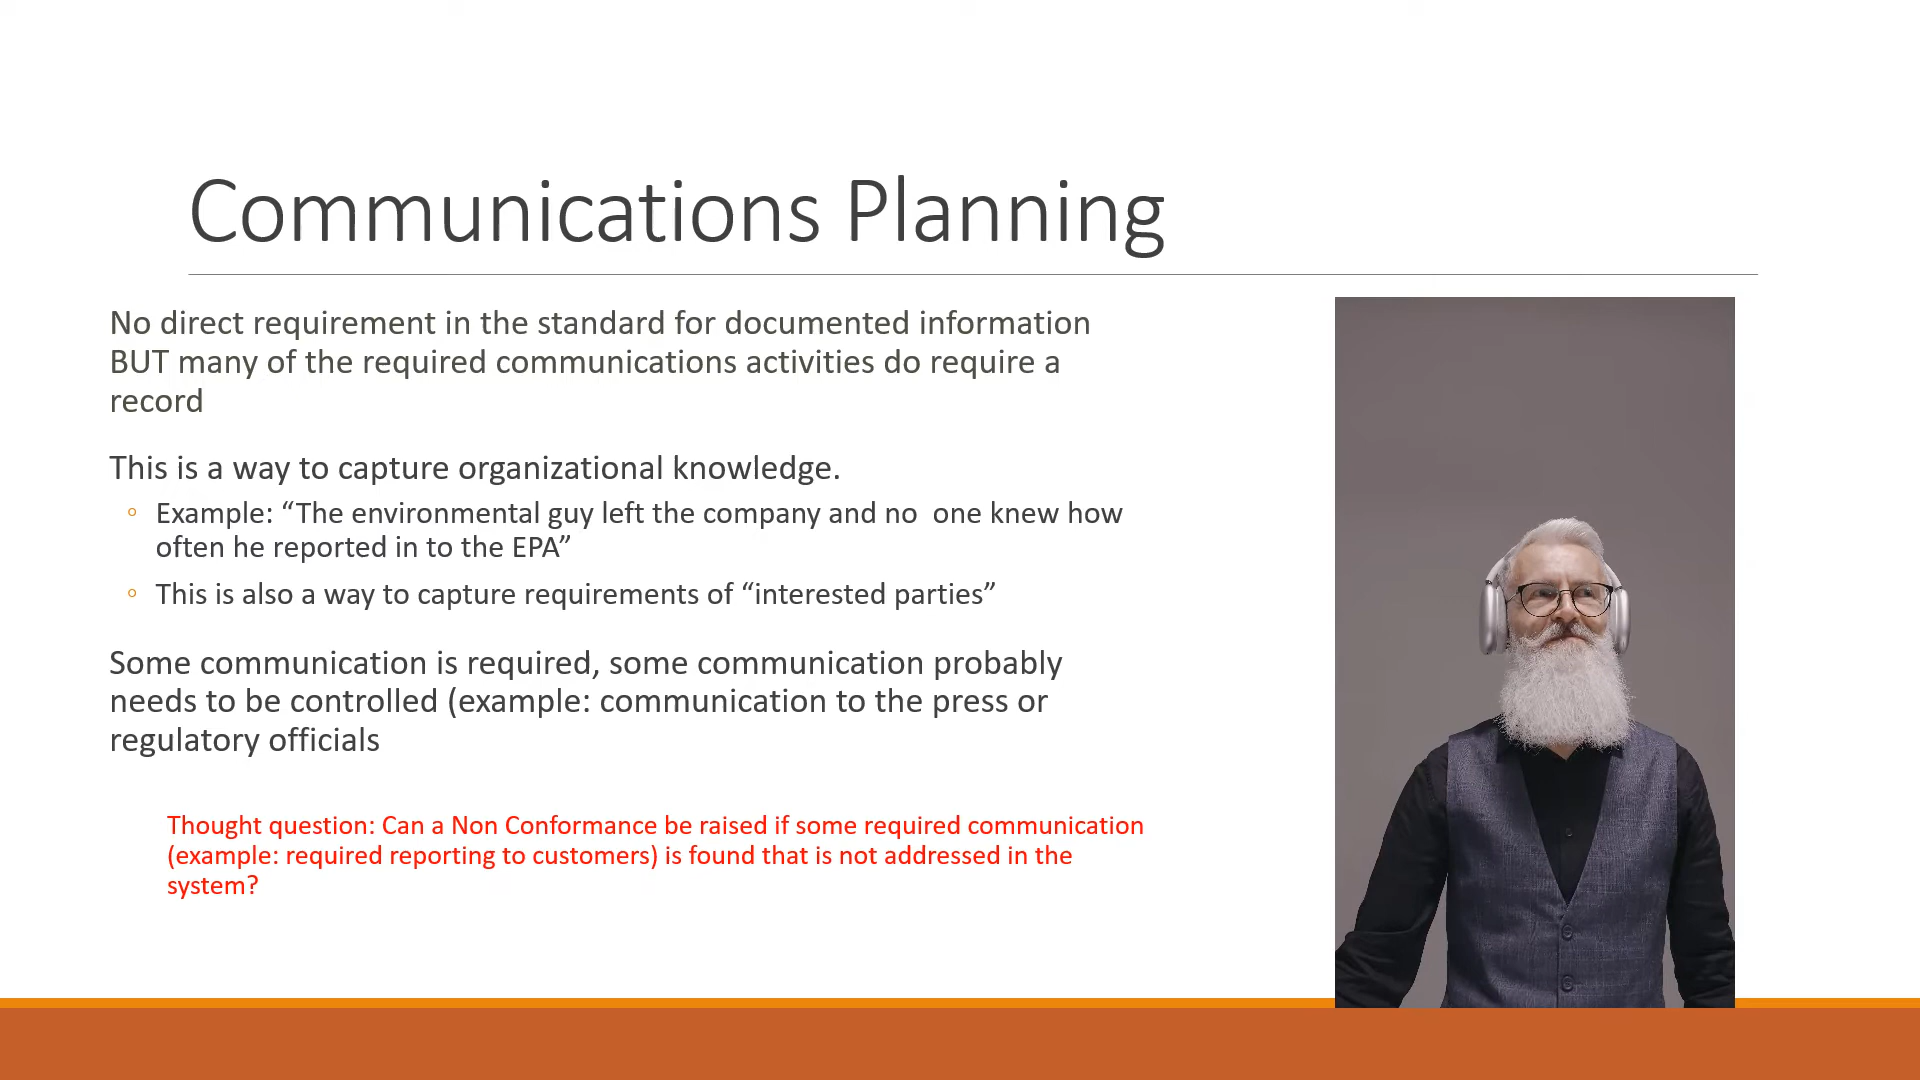 Communications Planning
No direct requirement in the standard for documented information
BUT many of the required communications activities do require a
record
This is a way to capture organizational knowledge.
◦ Example: “The environmental guy left the company and no  one knew how
often he reported in to the EPA”
◦ This is also a way to capture requirements of “interested parties”
Some communication is required, some communication probably
needs to be controlled (example: communication to the press or
regulatory officials
Thought question: Can a Non Conformance be raised if some required communication
(example: required reporting to customers) is found that is not addressed in the
system?